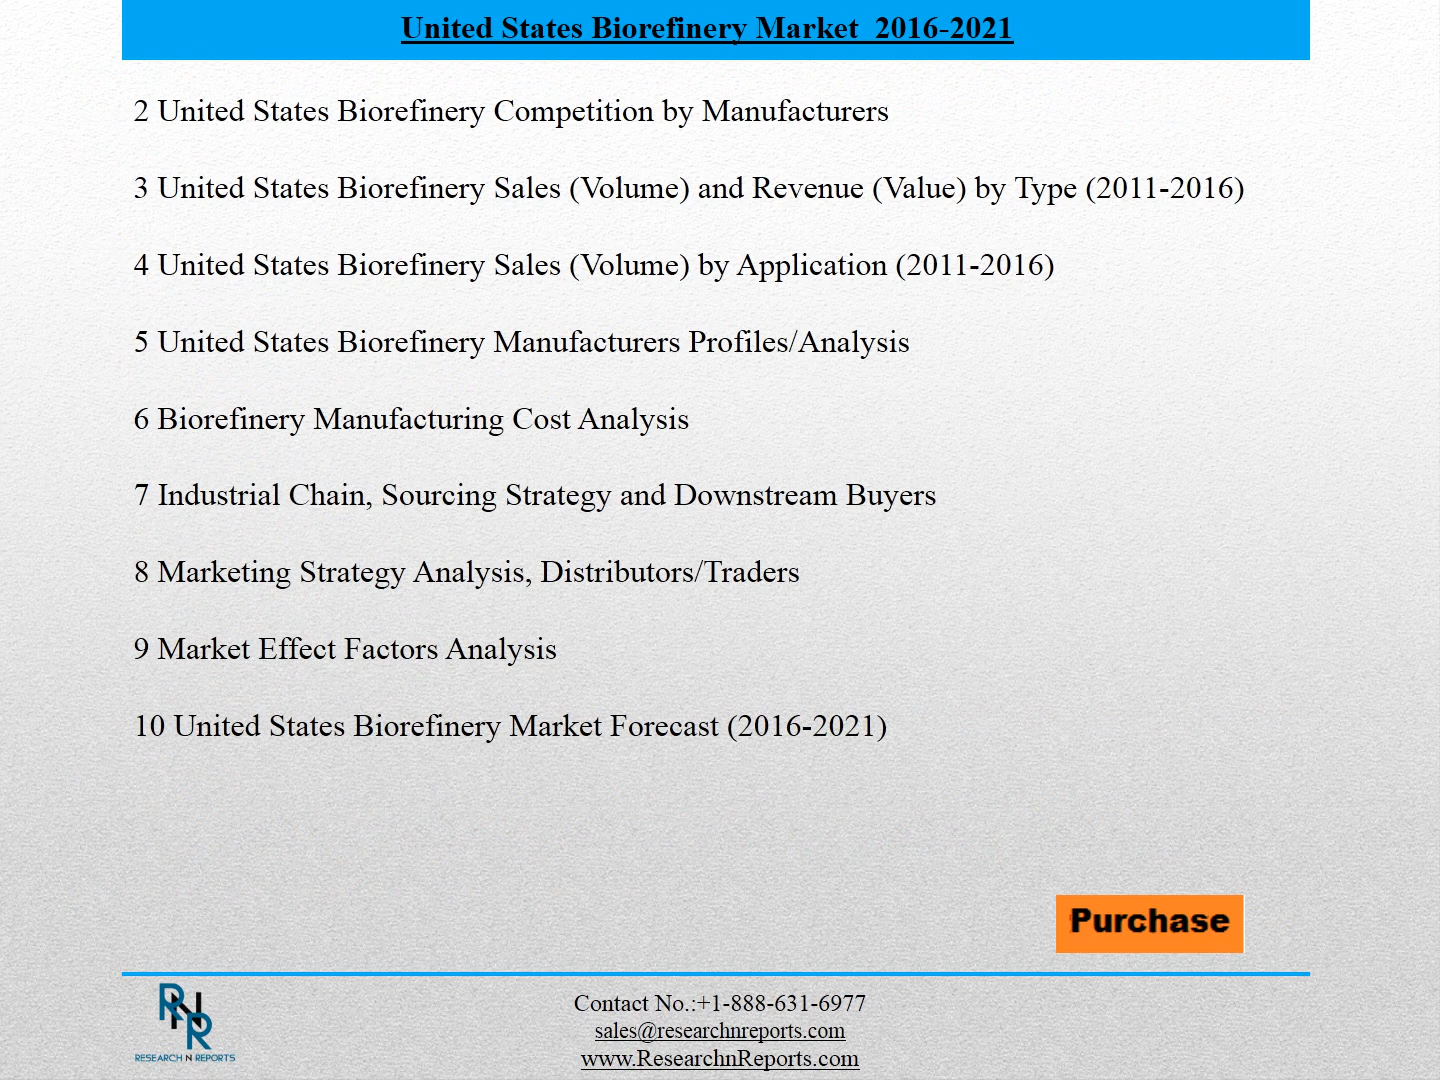 United States Biorefinery Market  2016-2021
2 United States Biorefinery Competition by Manufacturers
3 United States Biorefinery Sales (Volume) and Revenue (Value) by Type (2011-2016)
4 United States Biorefinery Sales (Volume) by Application (2011-2016)
5 United States Biorefinery Manufacturers Profiles/Analysis
6 Biorefinery Manufacturing Cost Analysis
7 Industrial Chain, Sourcing Strategy and Downstream Buyers
8 Marketing Strategy Analysis, Distributors/Traders
9 Market Effect Factors Analysis
10 United States Biorefinery Market Forecast (2016-2021)
Purchase
RNR
RESEARCH N REPORTS
Contact No.:+1-888-631-6977
sales@researchnreports.com
www.ResearchnReports.com